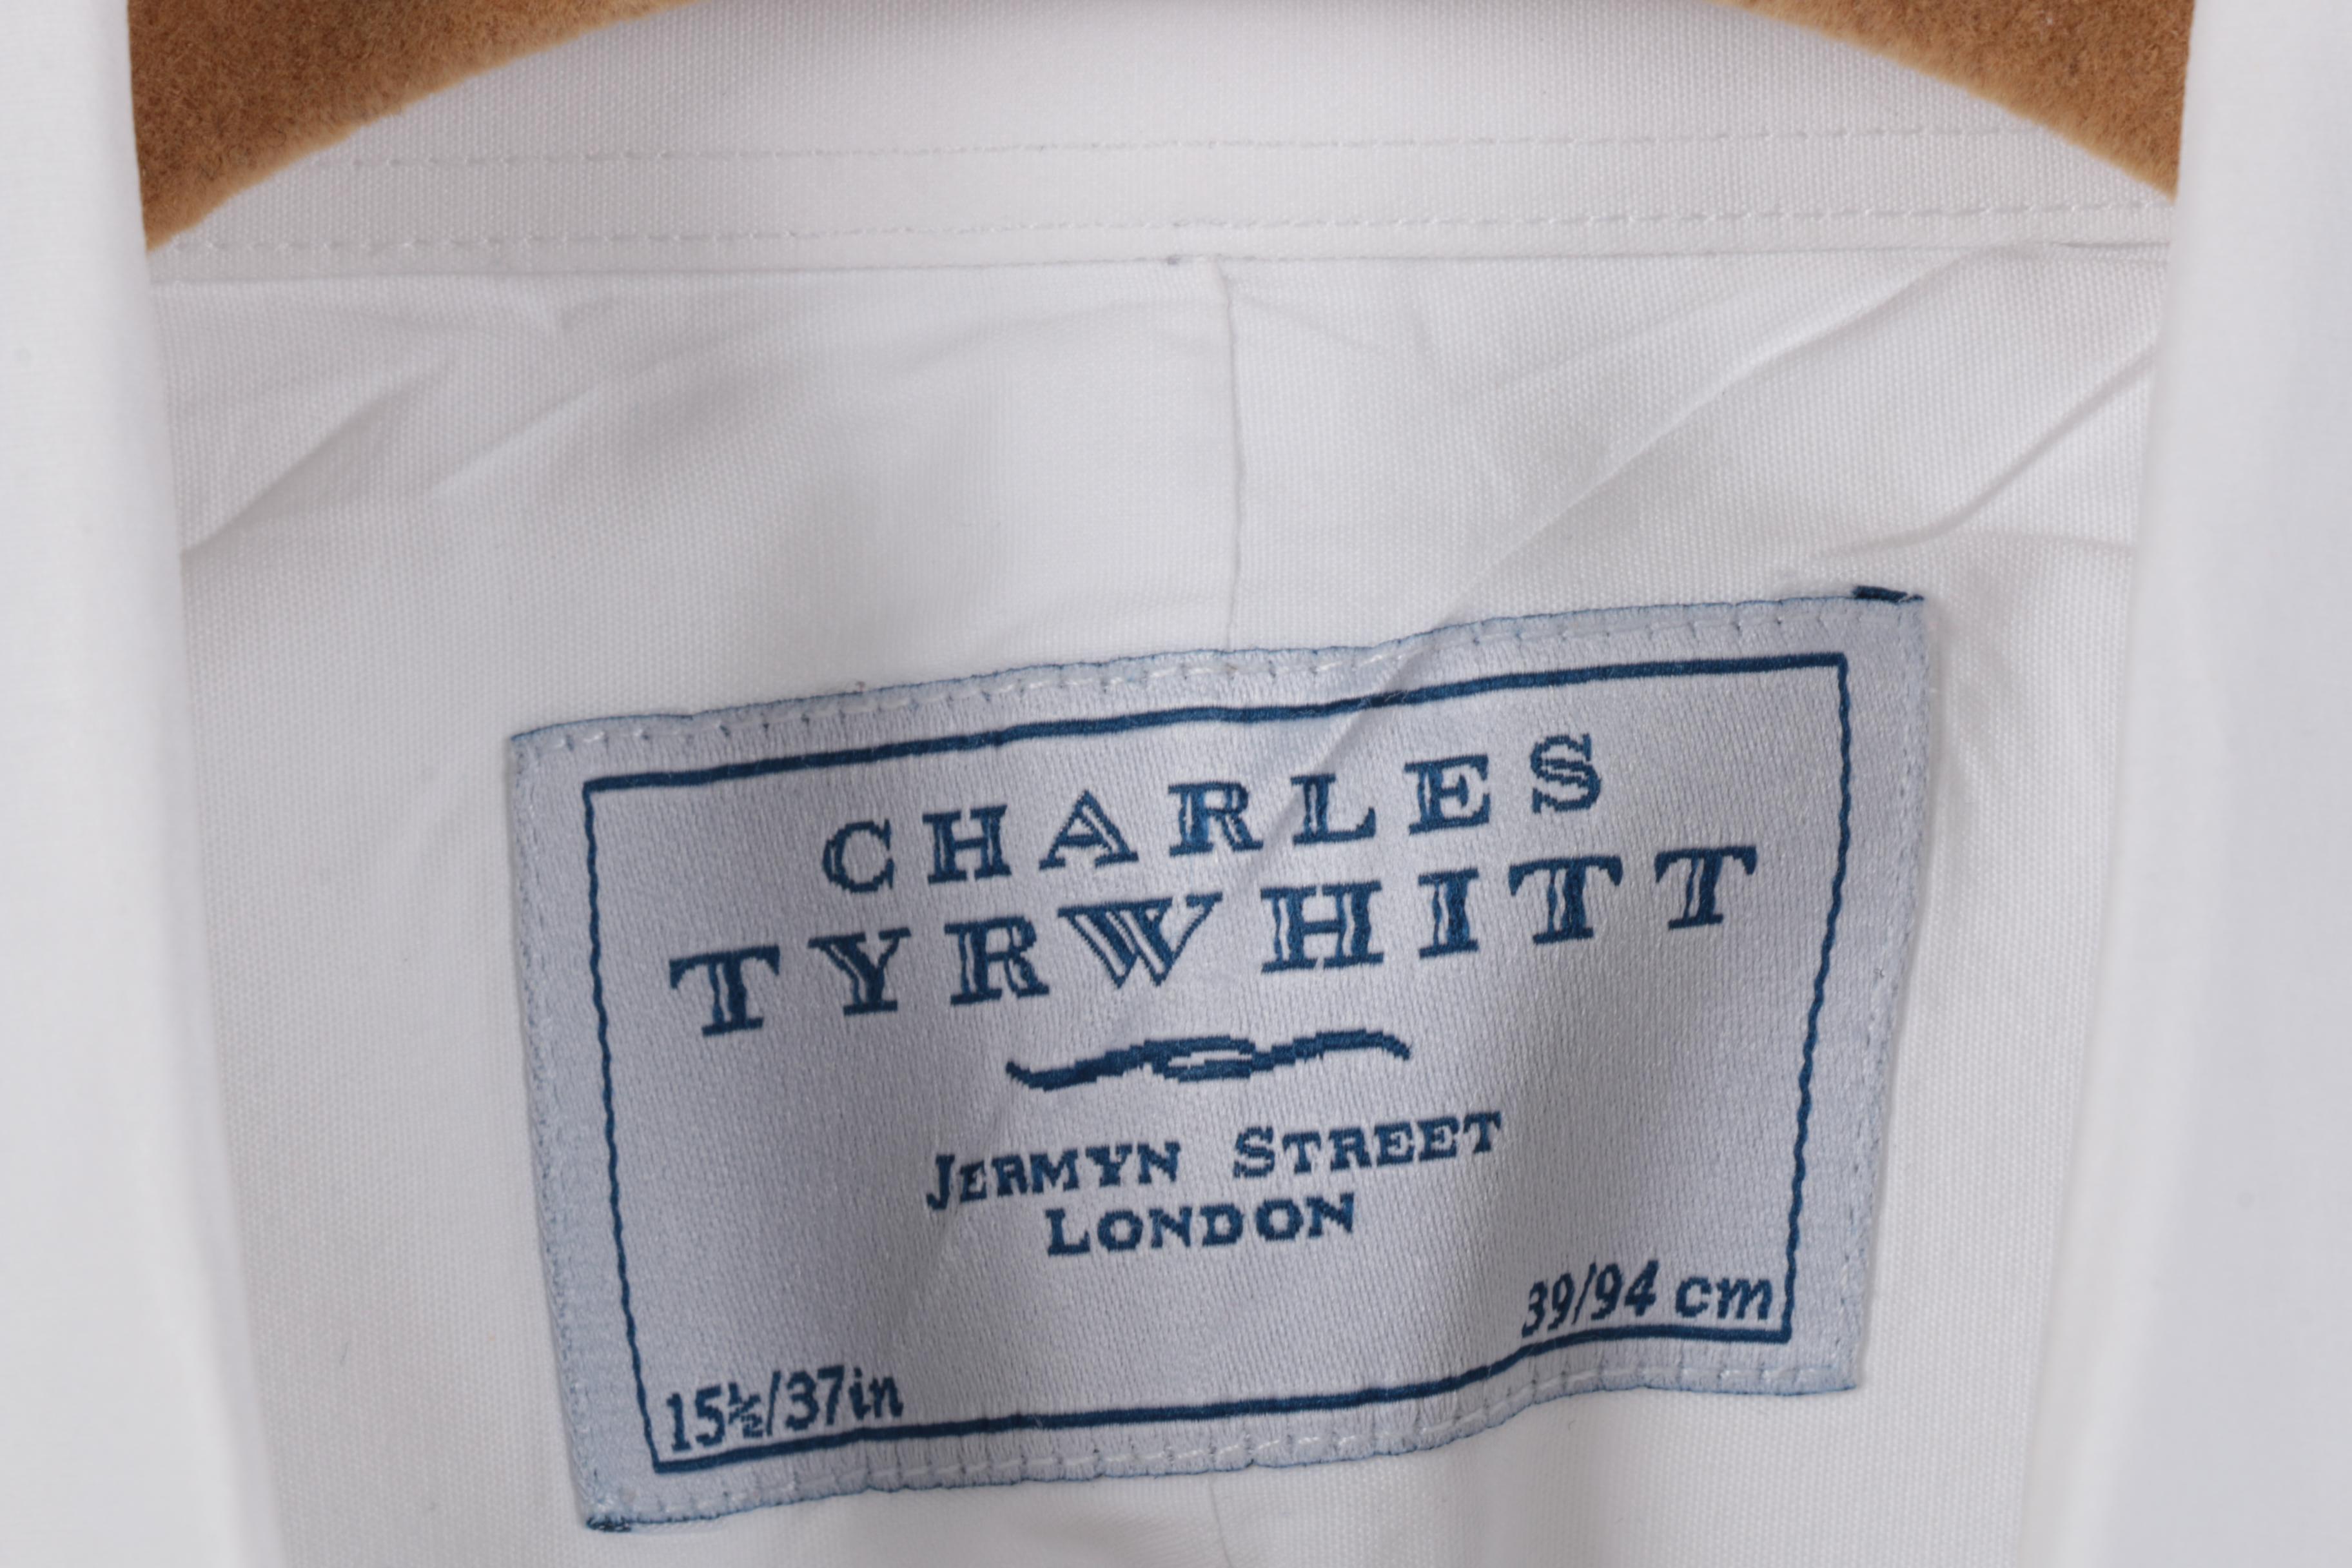 CHARLES
TYRWHITT
JERMYN STREET
LONDON
39/94 cm
15½/37in